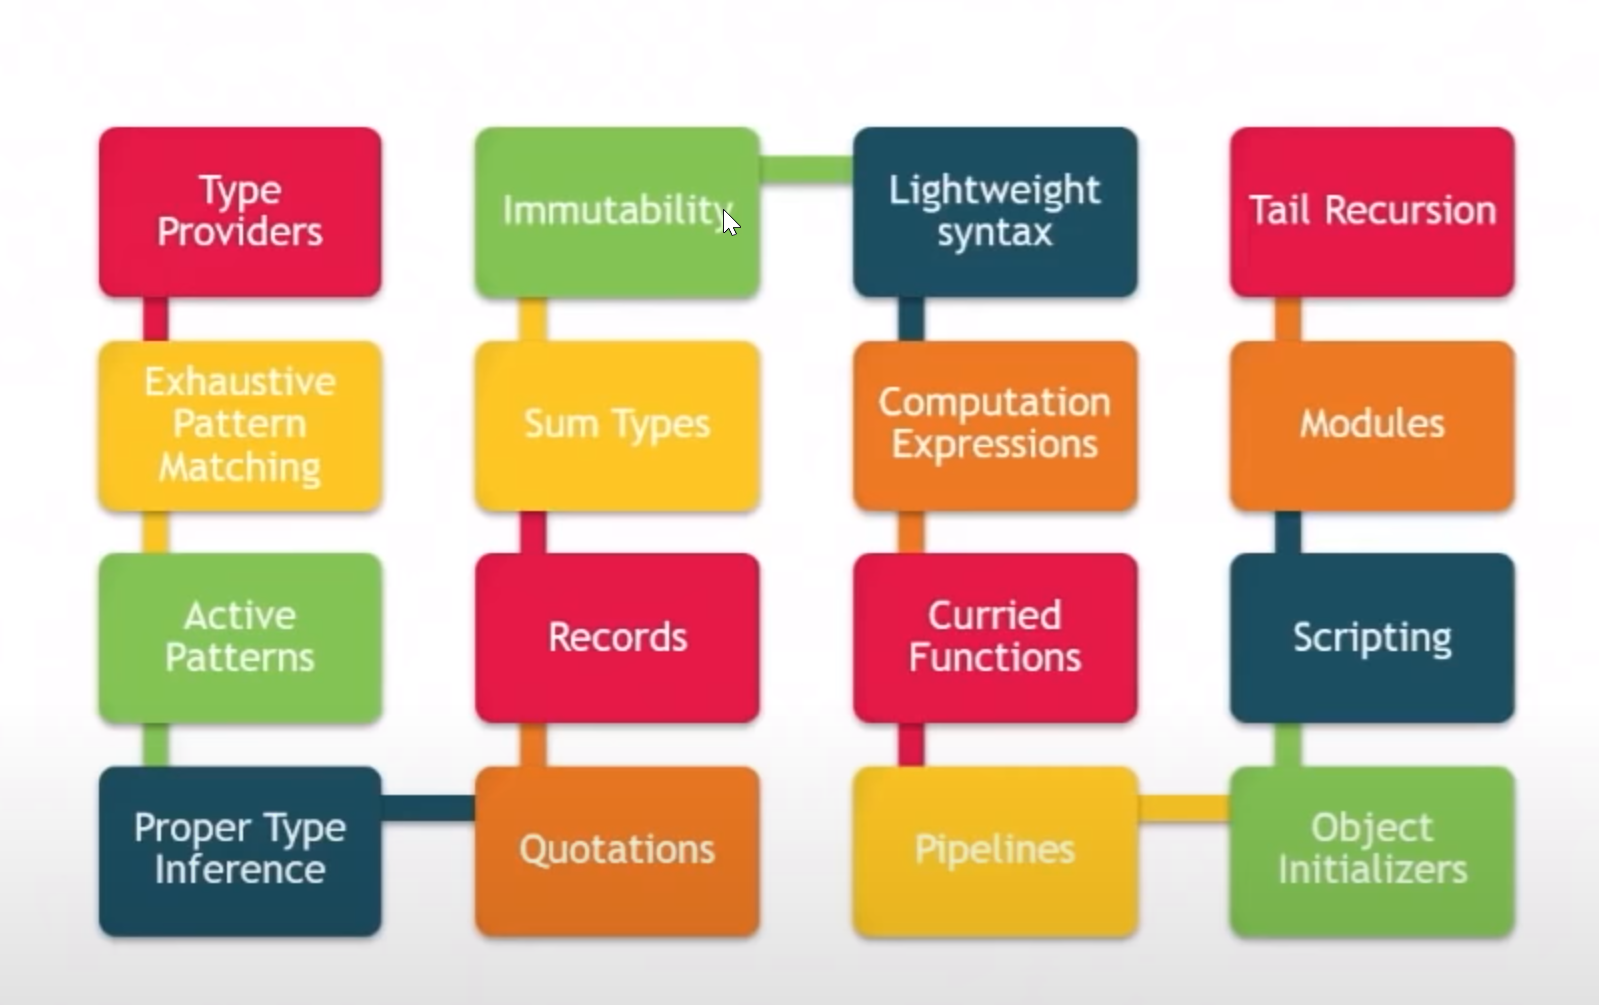 Type
Providers
Exhaustive
Pattern
Matching
Active
Patterns
Proper Type
Inference
Immutability
Sum Types
Records
Quotations
Lightweight
syntax
Computation
Expressions
Curried
Functions
Pipelines
Tail Recursion
Modules
Scripting
Object
Initializers